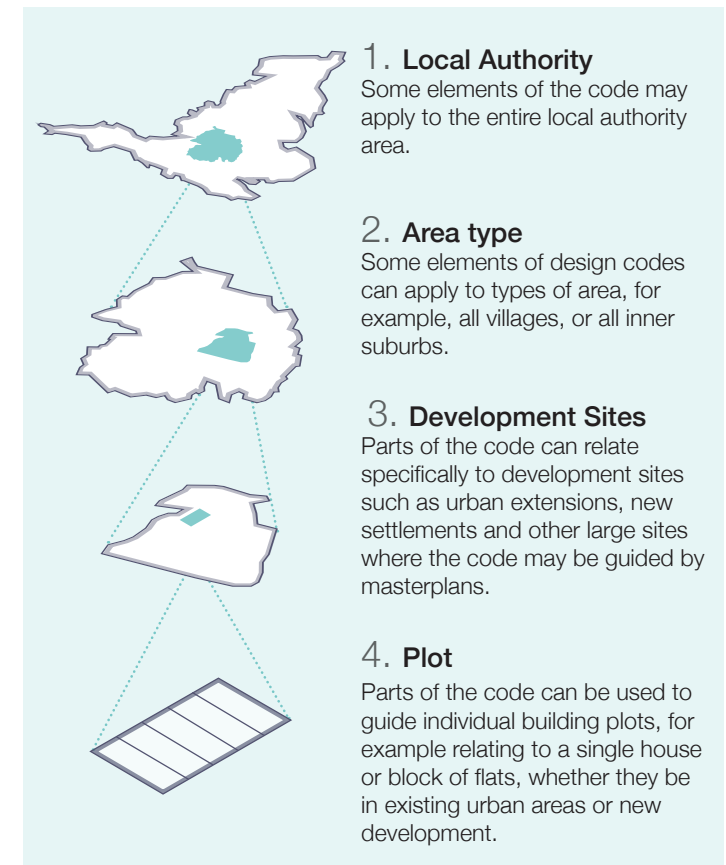 1. Local Authority
Some elements of the code may
apply to the entire local authority
area.
2. Area type
Some elements of design codes
can apply to types of area, for
example, all villages, or all inner
suburbs.
3. Development Sites
Parts of the code can relate
specifically to development sites
such as urban extensions, new
settlements and other large sites
where the code may be guided by
masterplans.
4. Plot
Parts of the code can be used to
guide individual building plots, for
example relating to a single house
or block of flats, whether they be
in existing urban areas or new
development.